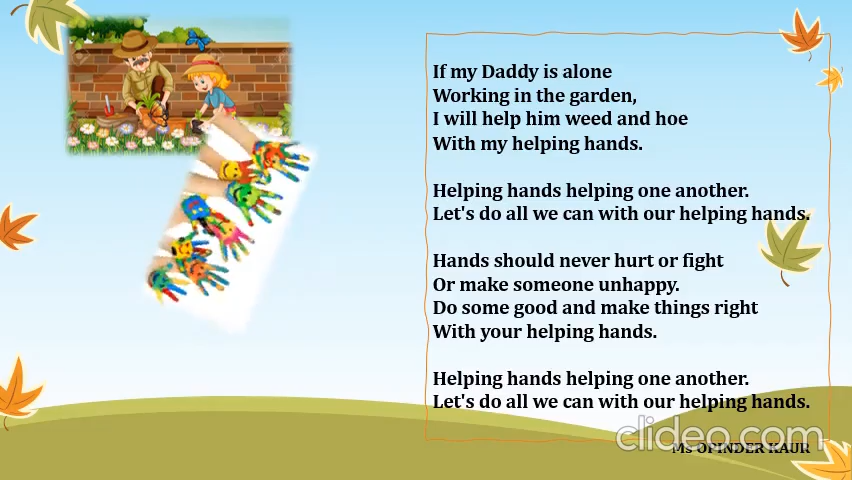 If my Daddy is alone
Working in the garden,
I will help him weed and hoe
With my helping hands.
Helping hands helping one another.
Let's do all we can with our helping hands.
Hands should never hurt or fight
Or make someone unhappy.
Do some good and make things right
With your helping hands.
Helping hands helping one another.
Let's do all we can with our helping hands.
clideo.com
Ms OPINDER KAUR